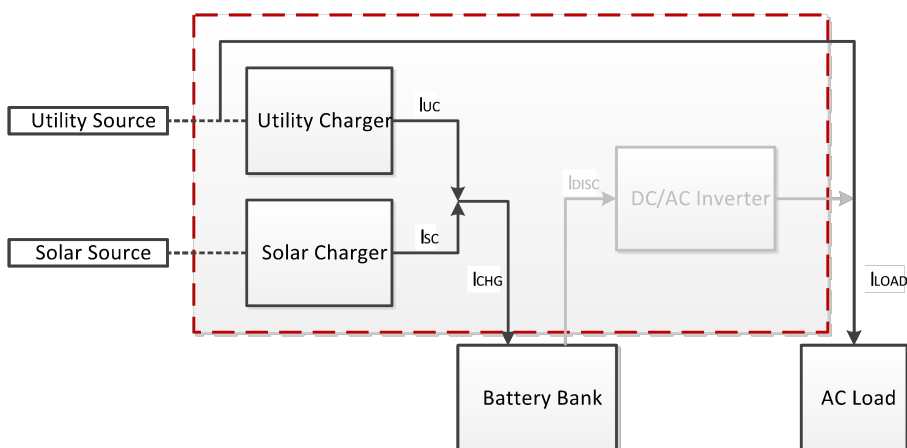 Utility Source
Utility Charger
IUC
IDISC
DC/AC Inverter
Solar Source
Solar Charger
ISC
ICHG
ILOAD
Battery Bank
AC Load